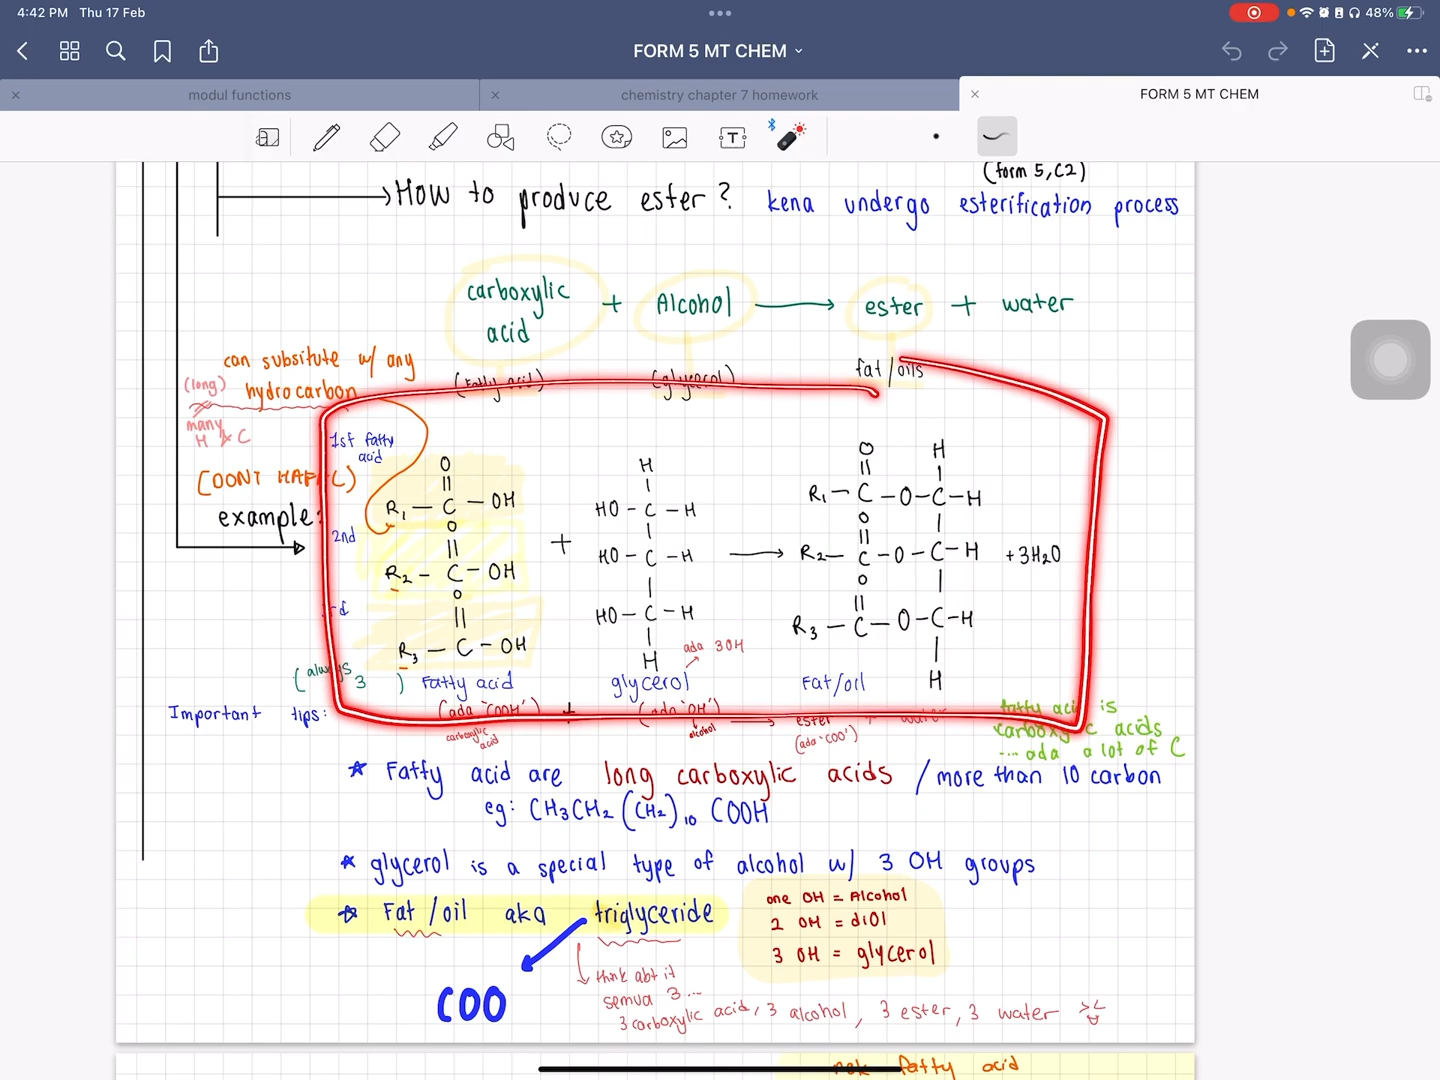 4:42 PM Thu 17 Feb
48%
FORM 5 MT CHEM
modul functions
chemistry chapter 7 homework
FORM 5 MT CHEM
(form 5, C2)
How to produce ester? kena undergo esterification process
carboxylic acid + Alcohol → ester + water
(Fatty acid) (glycerol) fat/oils
can subsitute w/ any
(long) hydrocarbon
many H & C
1st fatty acid
example:
2nd
O H O H
R₁ — C — OH HO — C — H R₁ — C — O — C — H
O O
R₂ — C — OH + HO — C — H → R₂ — C — O — C — H + 3H₂O
O O
R₃ — C — OH HO — C — H R₃ — C — O — C — H
H H
ada 3OH
(always 3) Fatty acid glycerol Fat/oil
Important tips: (ada "COOH") + (ada "OH") → ester + water
carboxylic acid alcohol (ada "COO")
fatty acid is
carboxylic acids
... ada a lot of C
* Fatty acid are long carboxylic acids / more than 10 carbon
eg: CH₃CH₂(CH₂)₁₀COOH
* glycerol is a special type of alcohol w/ 3 OH groups
* Fat/oil aka triglyceride
one OH = Alcohol
2 OH = diOl
3 OH = glycerol
COO
think abt it
semua 3...
3 carboxylic acid, 3 alcohol, 3 ester, 3 water
fatty acid